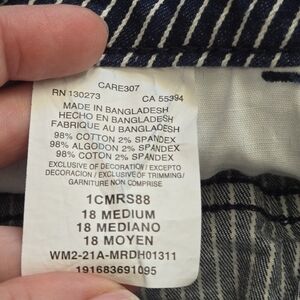 CARE307
RN 130273 CA 55394
MADE IN BANGLADESH
HECHO EN BANGLADESH
FABRIQUE AU BANGLADESH
98% COTTON 2% SPANDEX
98% ALGODON 2% SPANDEX
98% COTON 2% SPANDEX
EXCLUSIVE OF DECORATION / EXCEPTO
DECORACION / EXCLUSIVE OF TRIMMING/
GARNITURE NON COMPRISE
1CMRS88
18 MEDIUM
18 MEDIANO
18 MOYEN
WM2-21A-MRDH01311
191683691095